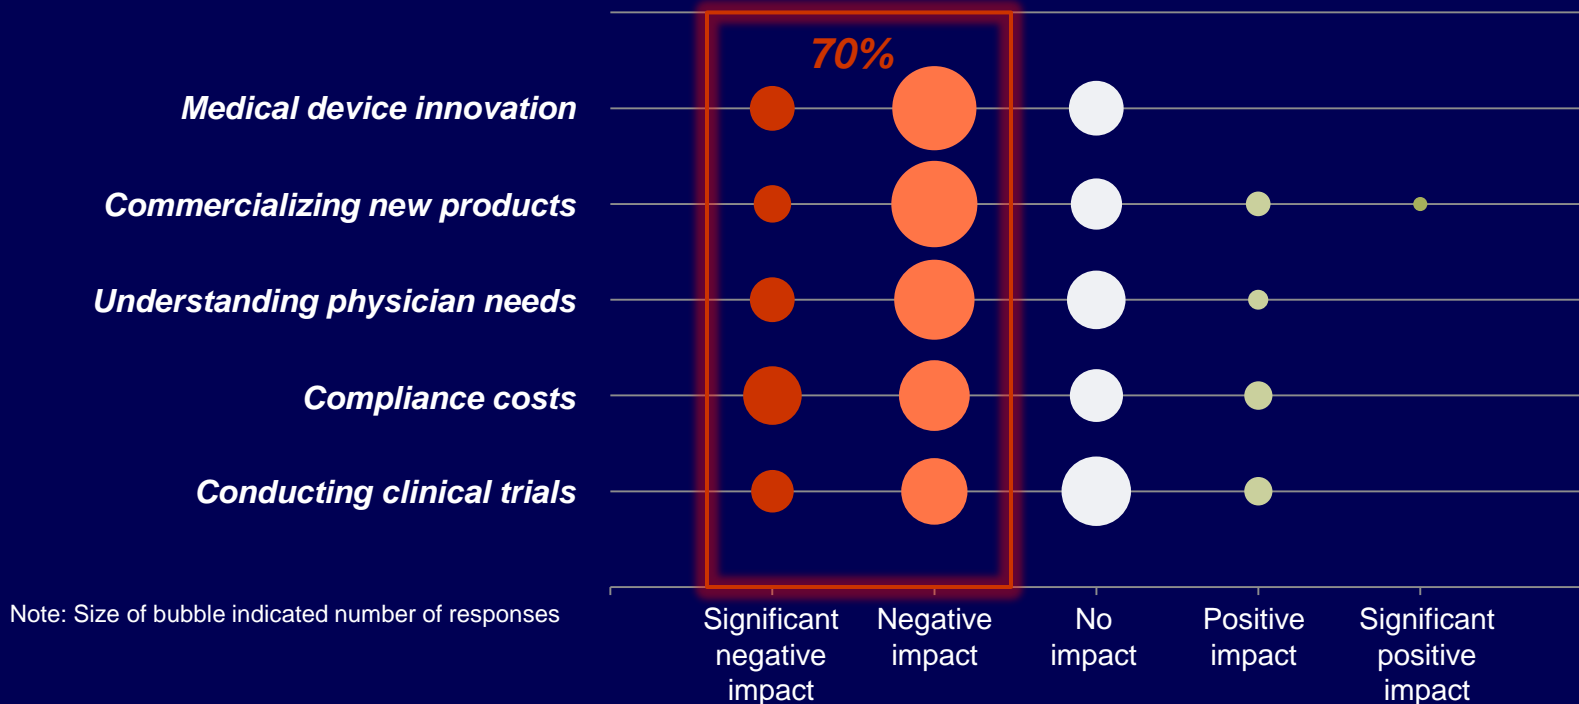 70%
Medical device innovation
Commercializing new products
Understanding physician needs
Compliance costs
Conducting clinical trials
Note: Size of bubble indicated number of responses
Significant
negative
impact
Negative
impact
No
impact
Positive
impact
Significant
positive
impact